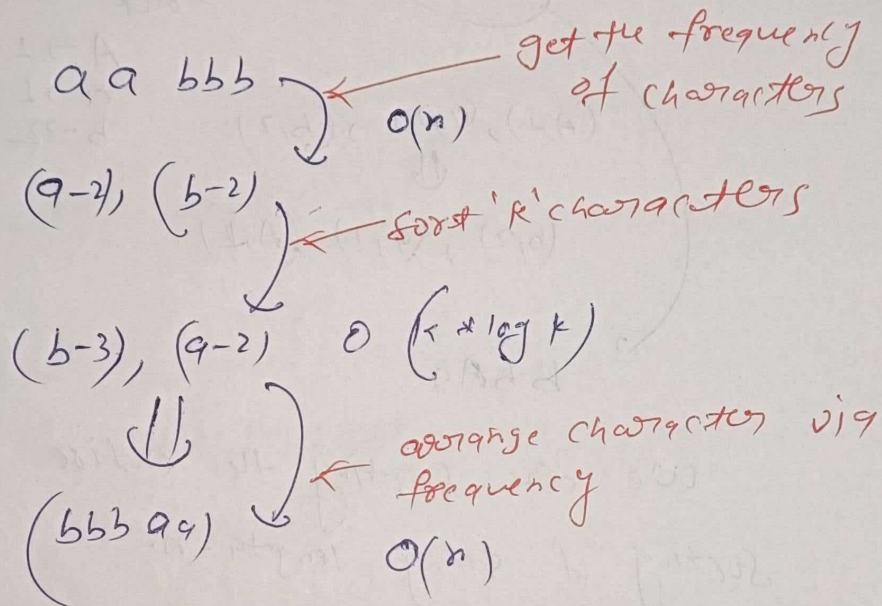 aa bbb
get the frequency
of characters
O(n)
(a-2), (b-2)
sorst 'k' characters
(b-3), (a-2) O (k * log k)
arrange character via
frequency
(bbb aa)
O(n)